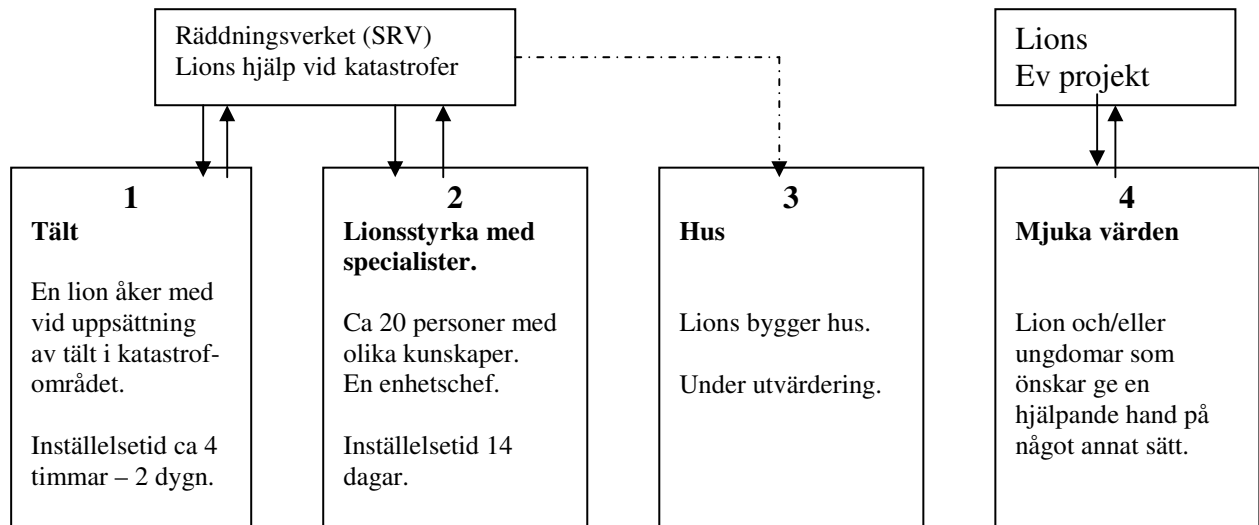 Räddningsverket (SRV)
Lions hjälp vid katastrofer
Lions
Ev projekt
1
Tält
En lion åker med
vid uppsättning
av tält i katastrof-
området.
Inställelsetid ca 4
timmar – 2 dygn.
2
Lionsstyrka med
specialister.
Ca 20 personer med
olika kunskaper.
En enhetschef.
Inställelsetid 14
dagar.
3
Hus
Lions bygger hus.
Under utvärdering.
4
Mjuka värden
Lion och/eller
ungdomar som
önskar ge en
hjälpande hand på
något annat sätt.